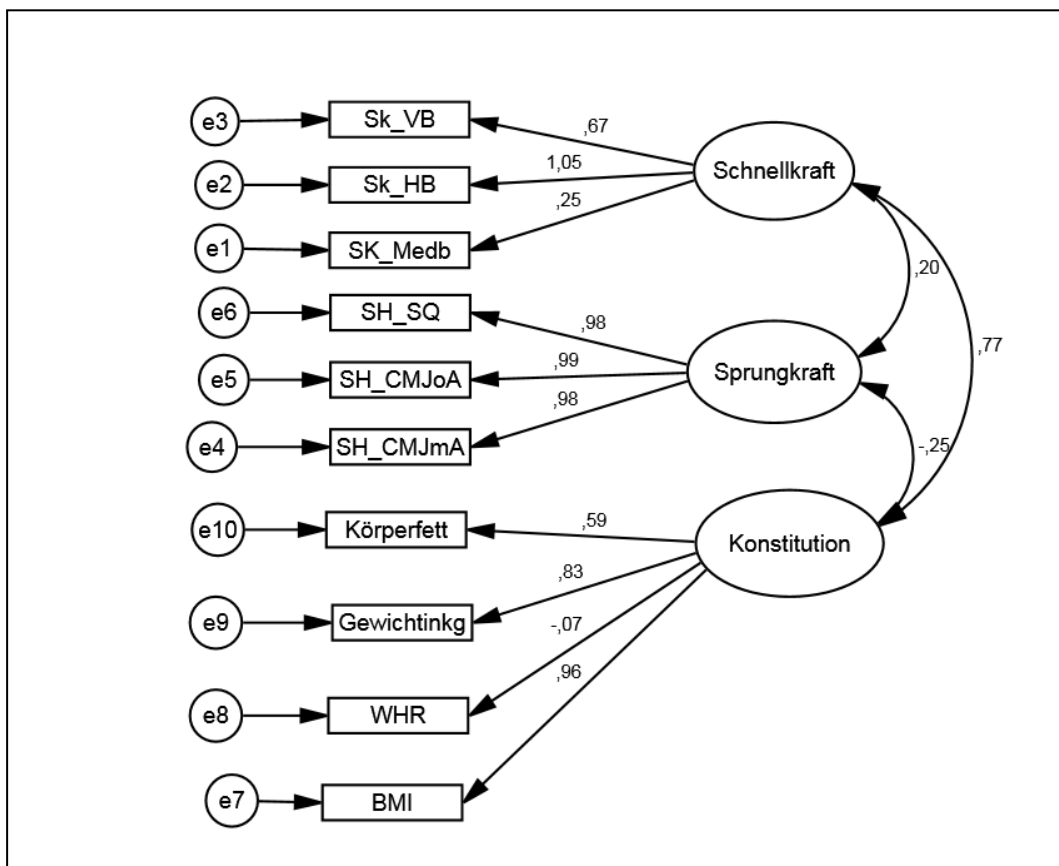 e3
Sk_VB
,67
Schnellkraft
e2
Sk_HB
1,05
e1
SK_Medb
,25
,20
e6
SH_SQ
,98
Sprungkraft
,77
e5
SH_CMJoA
,99
e4
SH_CMJmA
,98
-,25
e10
Körperfett
,59
Konstitution
e9
Gewichtinkg
,83
e8
WHR
-,07
e7
BMI
,96